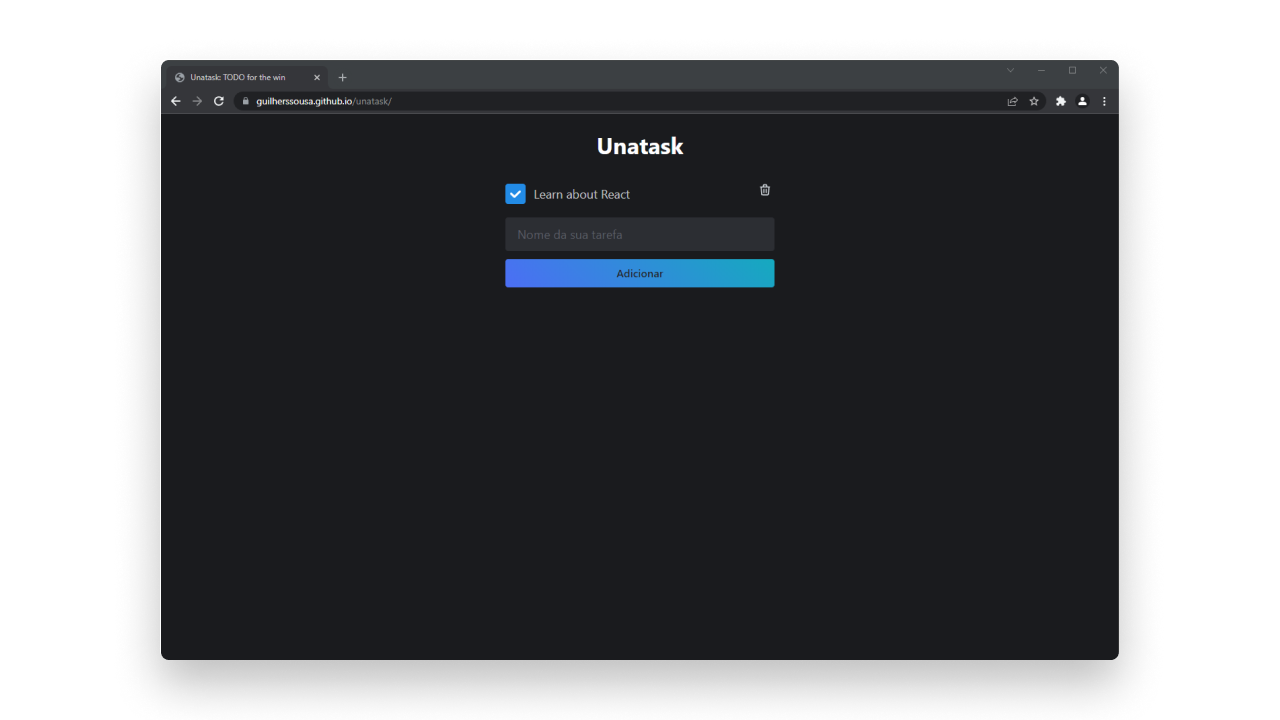 Unatask: TODO for the win
guilherssousa.github.io/unatask/
Unatask
Learn about React
Nome da sua tarefa
Adicionar